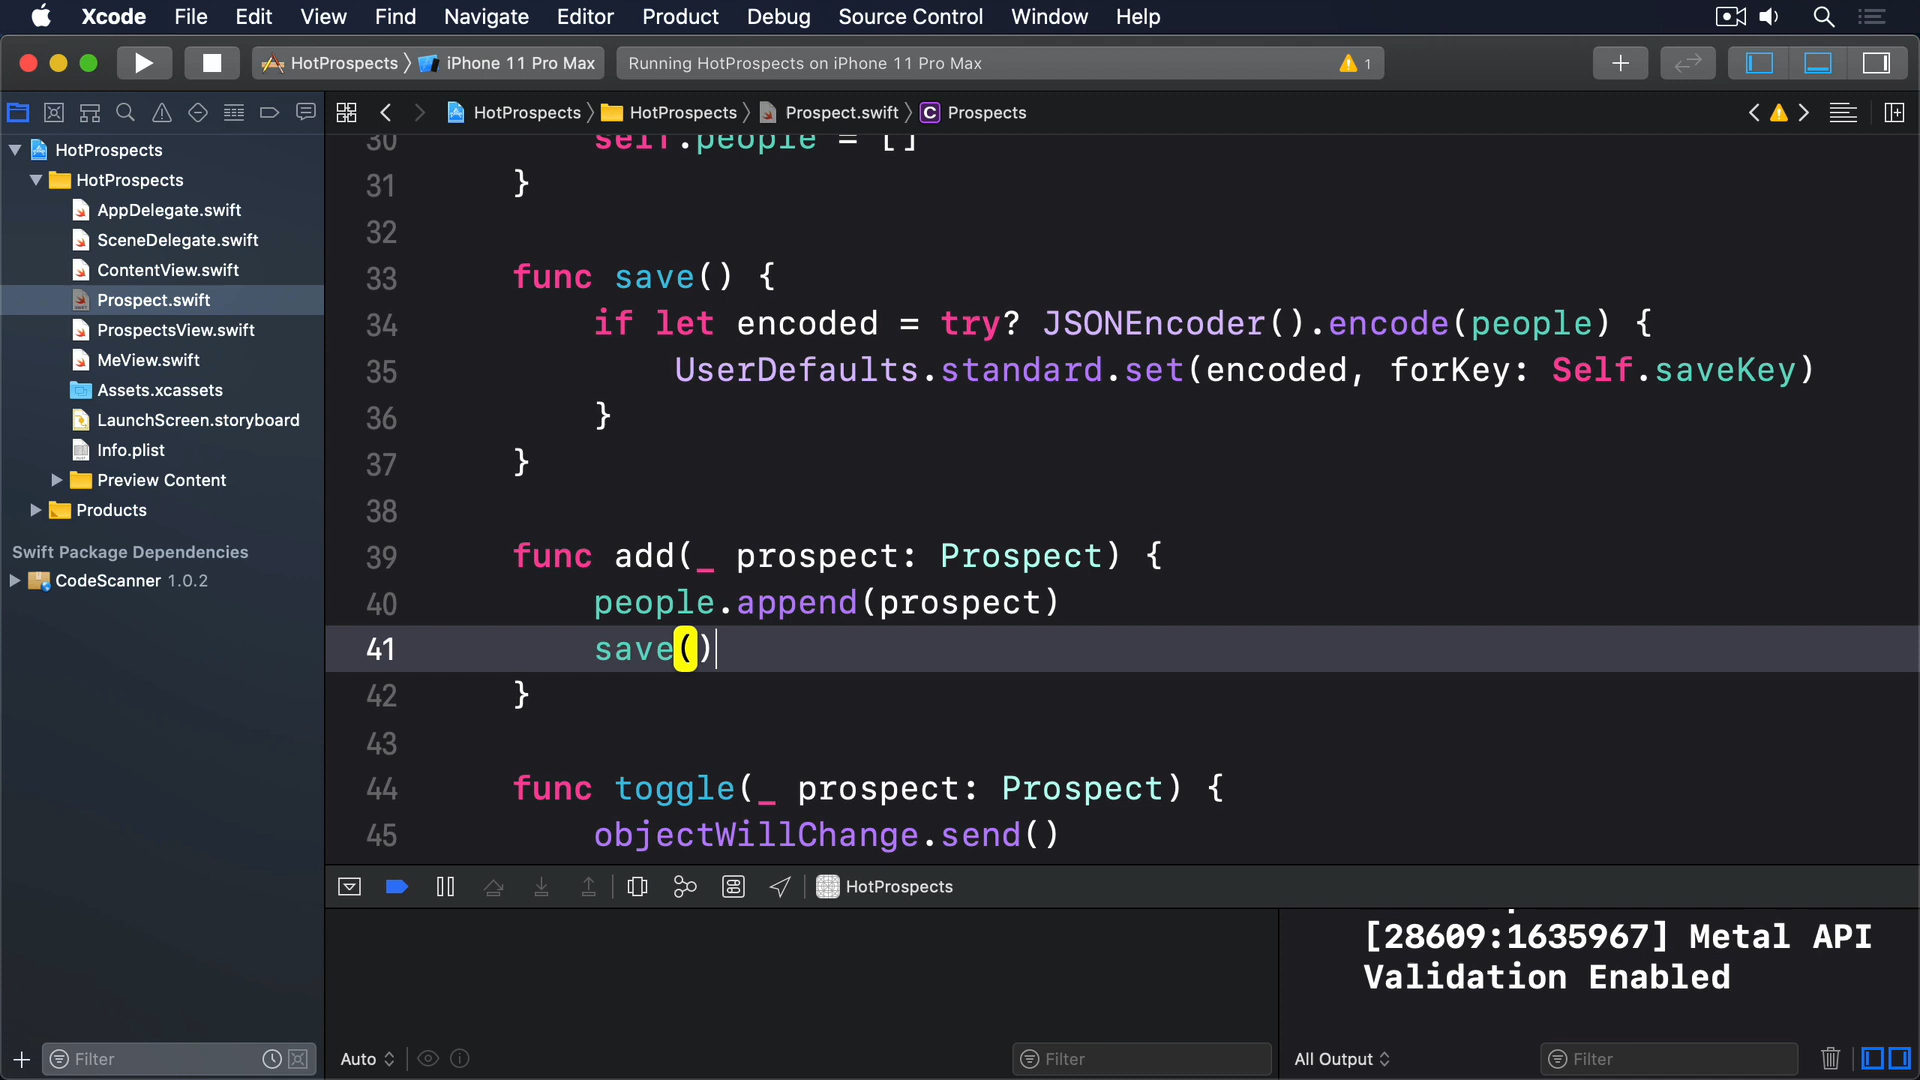 Xcode File Edit View Find Navigate Editor Product Debug Source Control Window Help
HotProspects iPhone 11 Pro Max Running HotProspects on iPhone 11 Pro Max 1
HotProspects HotProspects Prospect.swift C Prospects
HotProspects
HotProspects
AppDelegate.swift
SceneDelegate.swift
ContentView.swift
Prospect.swift
ProspectsView.swift
MeView.swift
Assets.xcassets
LaunchScreen.storyboard
Info.plist
Preview Content
Products
Swift Package Dependencies
CodeScanner 1.0.2
Filter
30 self.people = []
31 }
32
33 func save() {
34 if let encoded = try? JSONEncoder().encode(people) {
35 UserDefaults.standard.set(encoded, forKey: Self.saveKey)
36 }
37 }
38
39 func add(_ prospect: Prospect) {
40 people.append(prospect)
41 save()
42 }
43
44 func toggle(_ prospect: Prospect) {
45 objectWillChange.send()
HotProspects
[28609:1635967] Metal API
Validation Enabled
Auto Filter All Output Filter